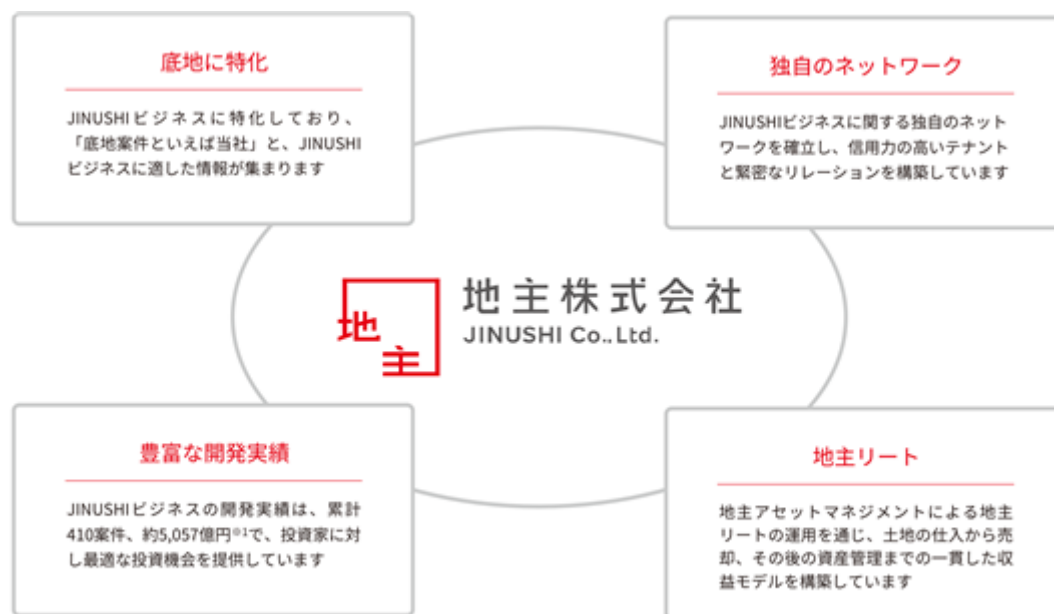 底地に特化
JINUSHIビジネスに特化しており、
「底地案件といえば当社」と、JINUSHI
ビジネスに適した情報が集まります
独自のネットワーク
JINUSHIビジネスに関する独自のネット
ワークを確立し、信用力の高いテナント
と緊密なリレーションを構築しています
地主
地主株式会社
JINUSHI Co.,Ltd.
豊富な開発実績
JINUSHIビジネスの開発実績は、累計
410案件、約5,057億円※1で、投資家に対
し最適な投資機会を提供しています
地主リート
地主アセットマネジメントによる地主
リートの運用を通じ、土地の仕入から売
却、その後の資産管理までの一貫した収
益モデルを構築しています